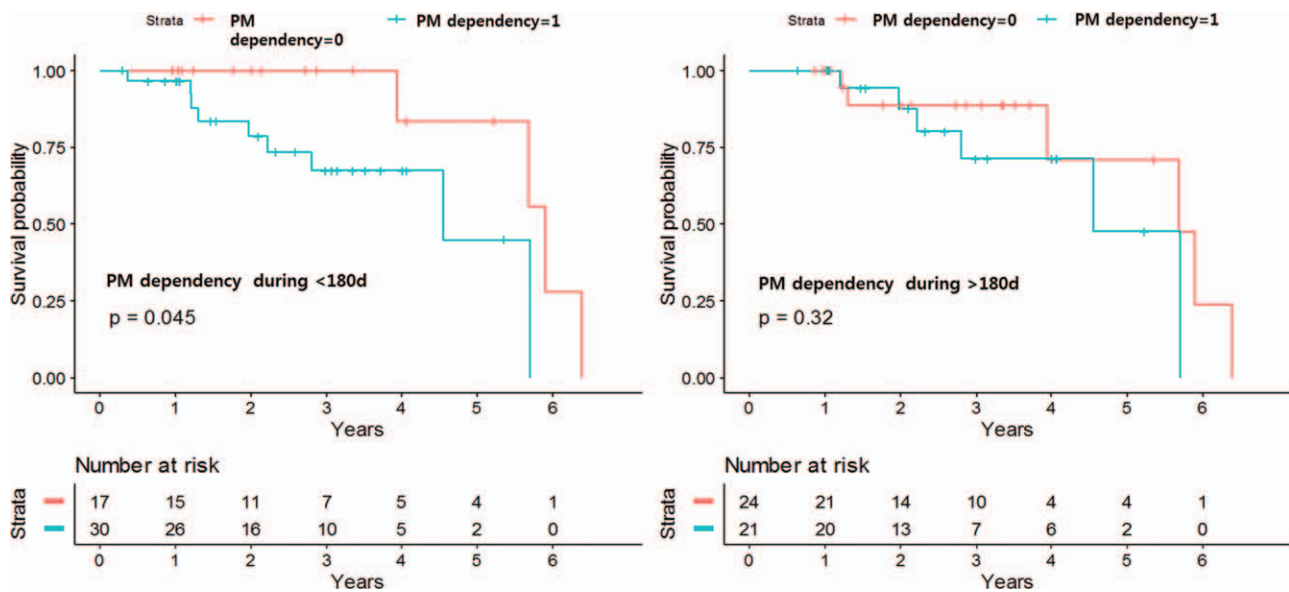 Strata PM dependency=0 PM dependency=1
Survival probability
1.00
0.75
0.50
0.25
0.00
PM dependency during <180d
p = 0.045
0 1 2 3 4 5 6
Years
Number at risk
Strata
17 15 11 7 5 4 1
30 26 16 10 5 2 0
0 1 2 3 4 5 6
Years
Strata PM dependency=0 PM dependency=1
Survival probability
1.00
0.75
0.50
0.25
0.00
PM dependency during >180d
p = 0.32
0 1 2 3 4 5 6
Years
Number at risk
Strata
24 21 14 10 4 4 1
21 20 13 7 6 2 0
0 1 2 3 4 5 6
Years